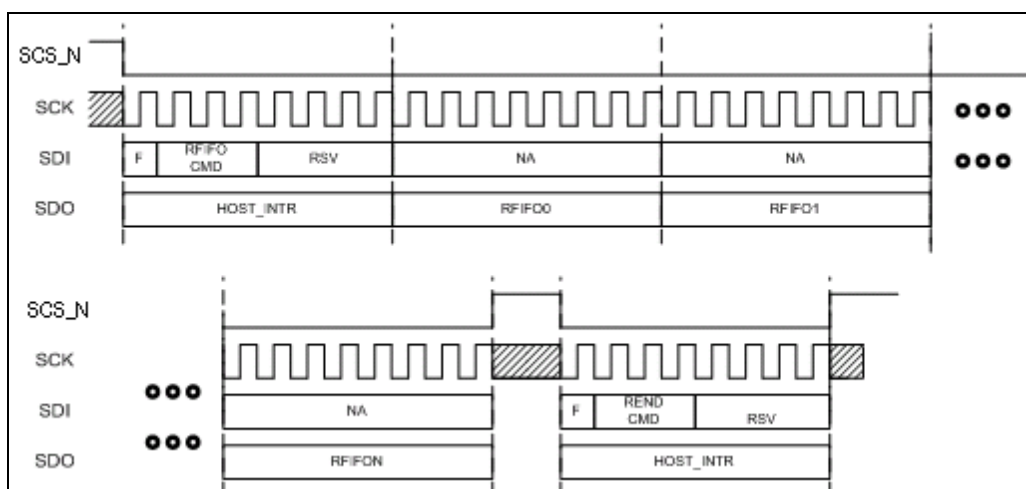 SCS_N
SCK
SDI F RFIFO CMD RSV NA NA
SDO HOST_INTR RFIFO0 RFIFO1
SCS_N
SCK
SDI NA F REND CMD RSV
SDO RFIFON HOST_INTR